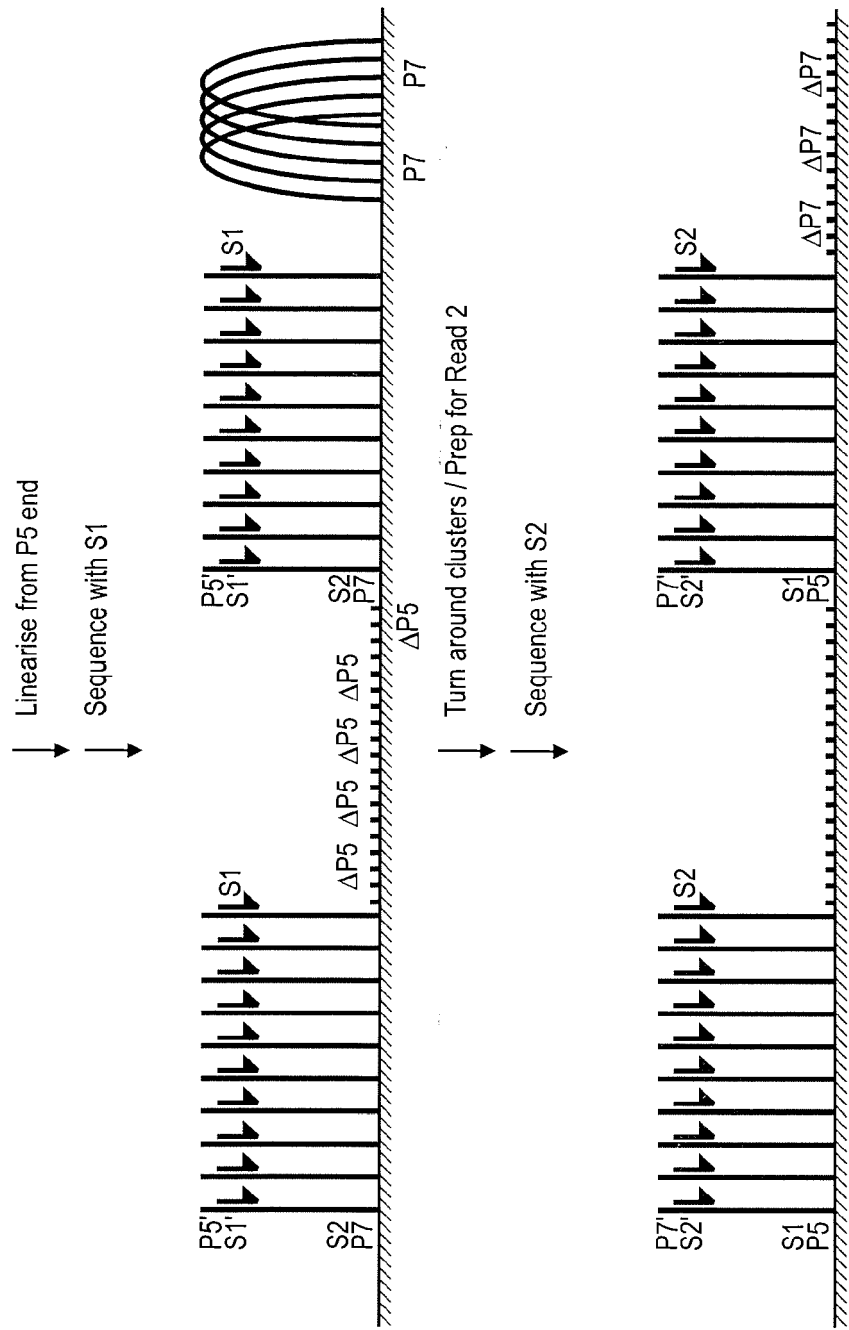 Linearise from P5 end
Sequence with S1
S1
S1
P5'
S1'
S2
P7
ΔP5 ΔP5 ΔP5 ΔP5
ΔP5
P5'
S1'
S2
P7
P7
P7
Turn around clusters / Prep for Read 2
Sequence with S2
S2
S2
P7'
S2'
S1
P5
P7'
S2'
S1
P5
ΔP7 ΔP7 ΔP7